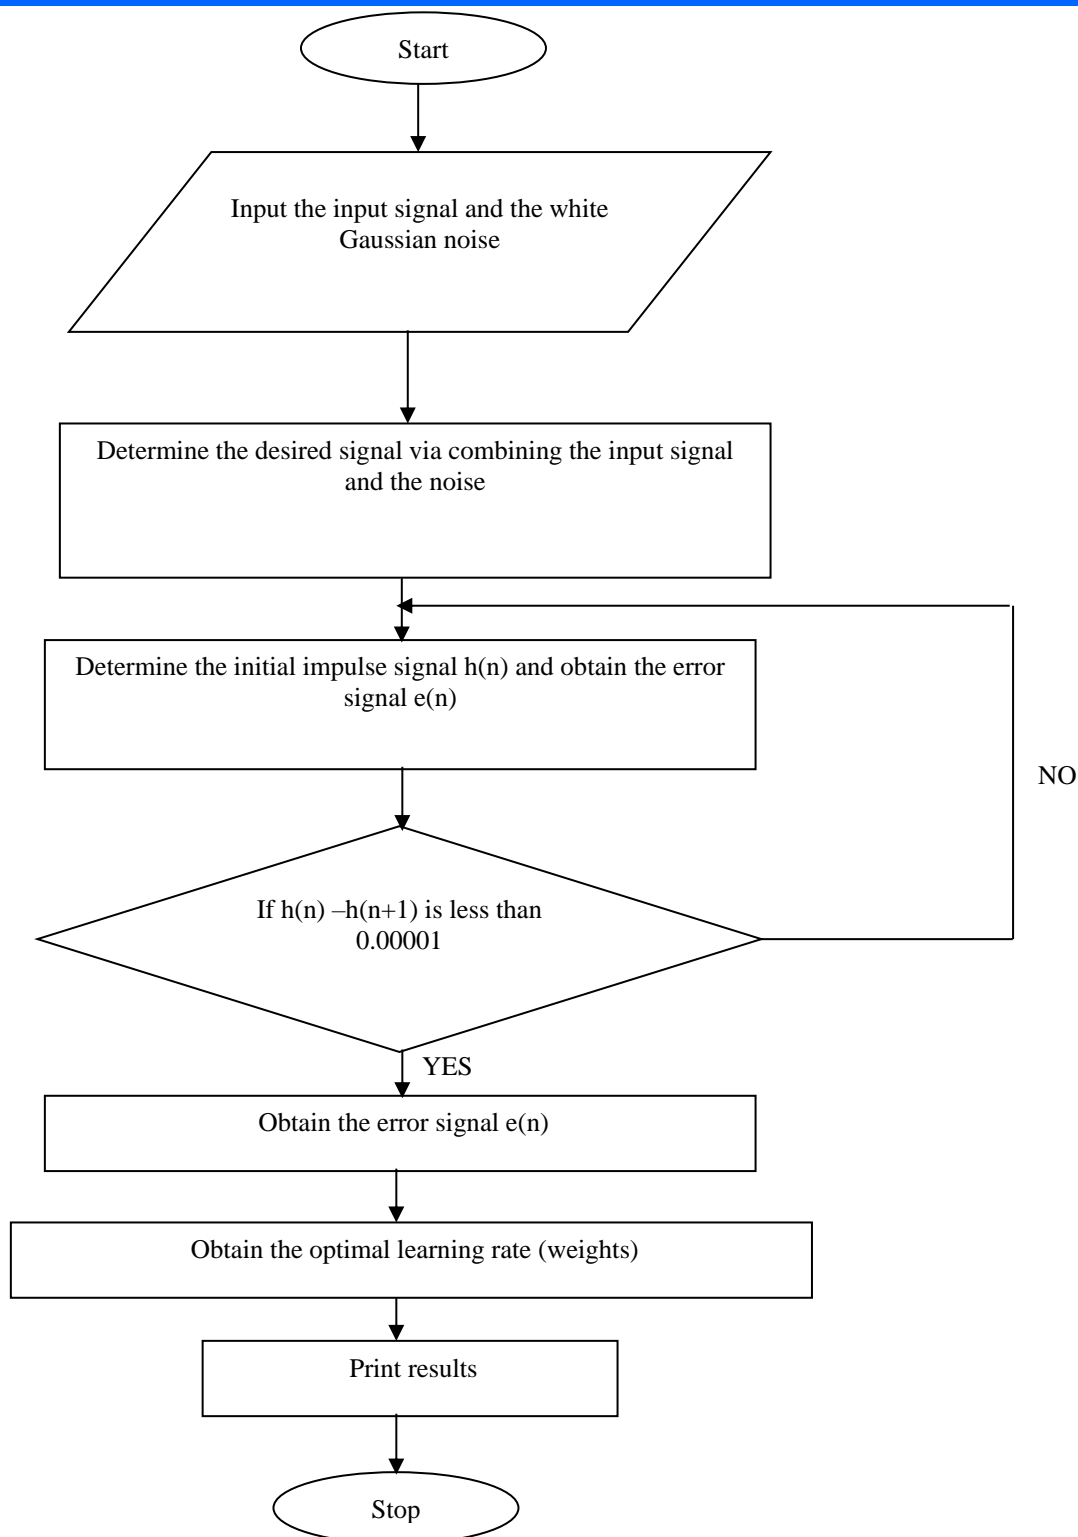 Start
Input the input signal and the white
Gaussian noise
Determine the desired signal via combining the input signal
and the noise
Determine the initial impulse signal h(n) and obtain the error
signal e(n)
NO
If h(n) –h(n+1) is less than
0.00001
YES
Obtain the error signal e(n)
Obtain the optimal learning rate (weights)
Print results
Stop